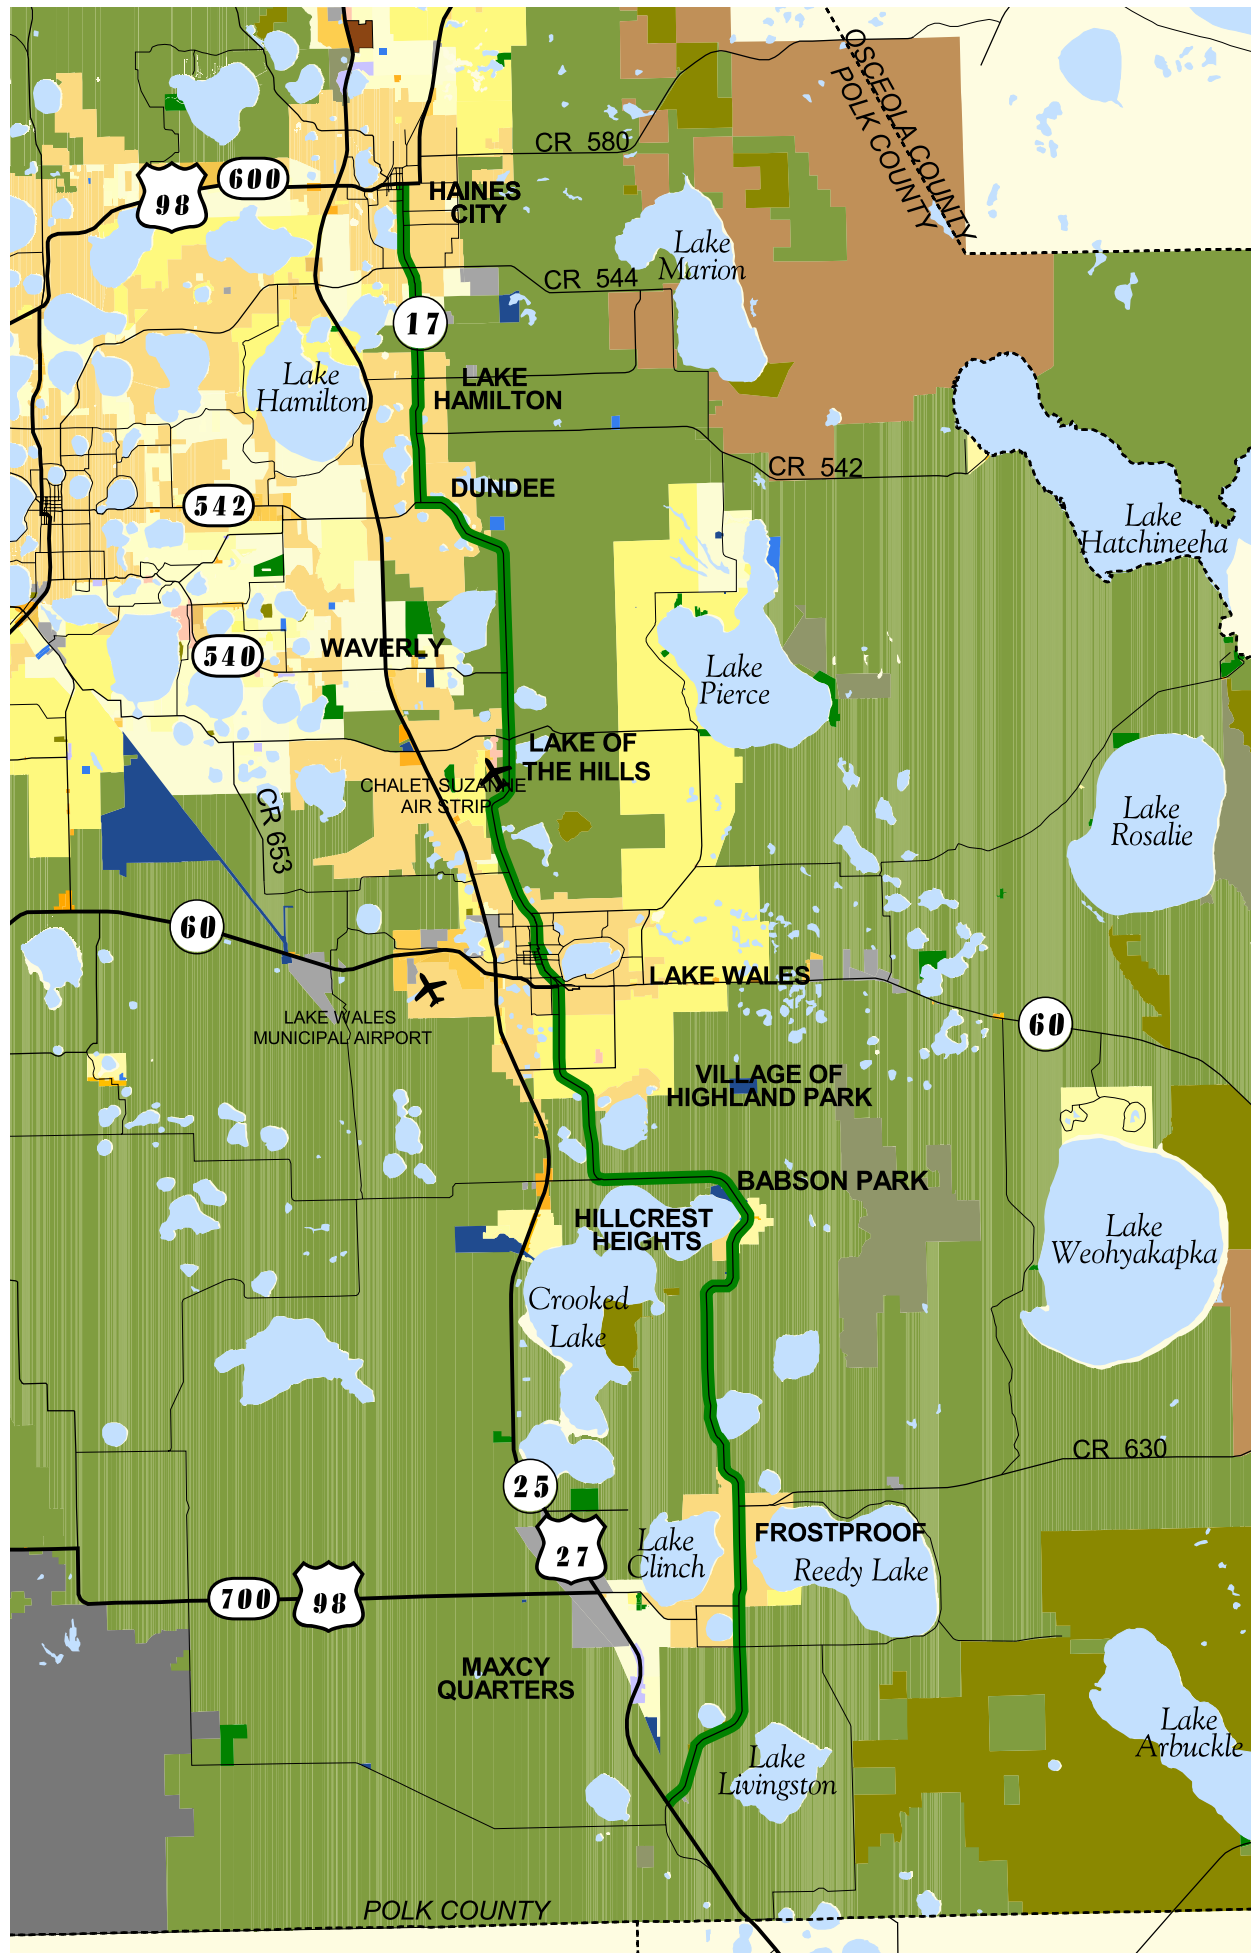 OSCEOLA COUNTY
POLK COUNTY
CR 580
600
98
HAINES
CITY
Lake
Marion
CR 544
17
Lake
Hamilton
LAKE
HAMILTON
CR 542
DUNDEE
542
Lake
Hatchineeha
WAVERLY
540
Lake
Pierce
LAKE OF
THE HILLS
CHALET SUZANNE
AIR STRIP
CR 653
Lake
Rosalie
60
LAKE WALES
LAKE WALES
MUNICIPAL AIRPORT
60
VILLAGE OF
HIGHLAND PARK
BABSON PARK
HILLCREST
HEIGHTS
Lake
Weohyakapka
Crooked
Lake
CR 630
25
27
Lake
Clinch
FROSTPROOF
Reedy Lake
700
98
MAXCY
QUARTERS
Lake
Arbuckle
Lake
Livingston
POLK COUNTY